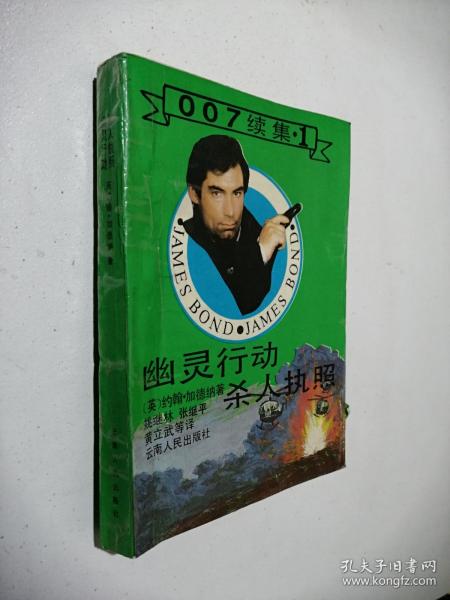 007续集·1
JAMES BOND • JAMES BOND •
幽灵行动
杀人执照
(英)约翰·加德纳著
姚继林 张继平
黄立武等译
云南人民出版社
孔夫子旧书网
www.kongfz.com